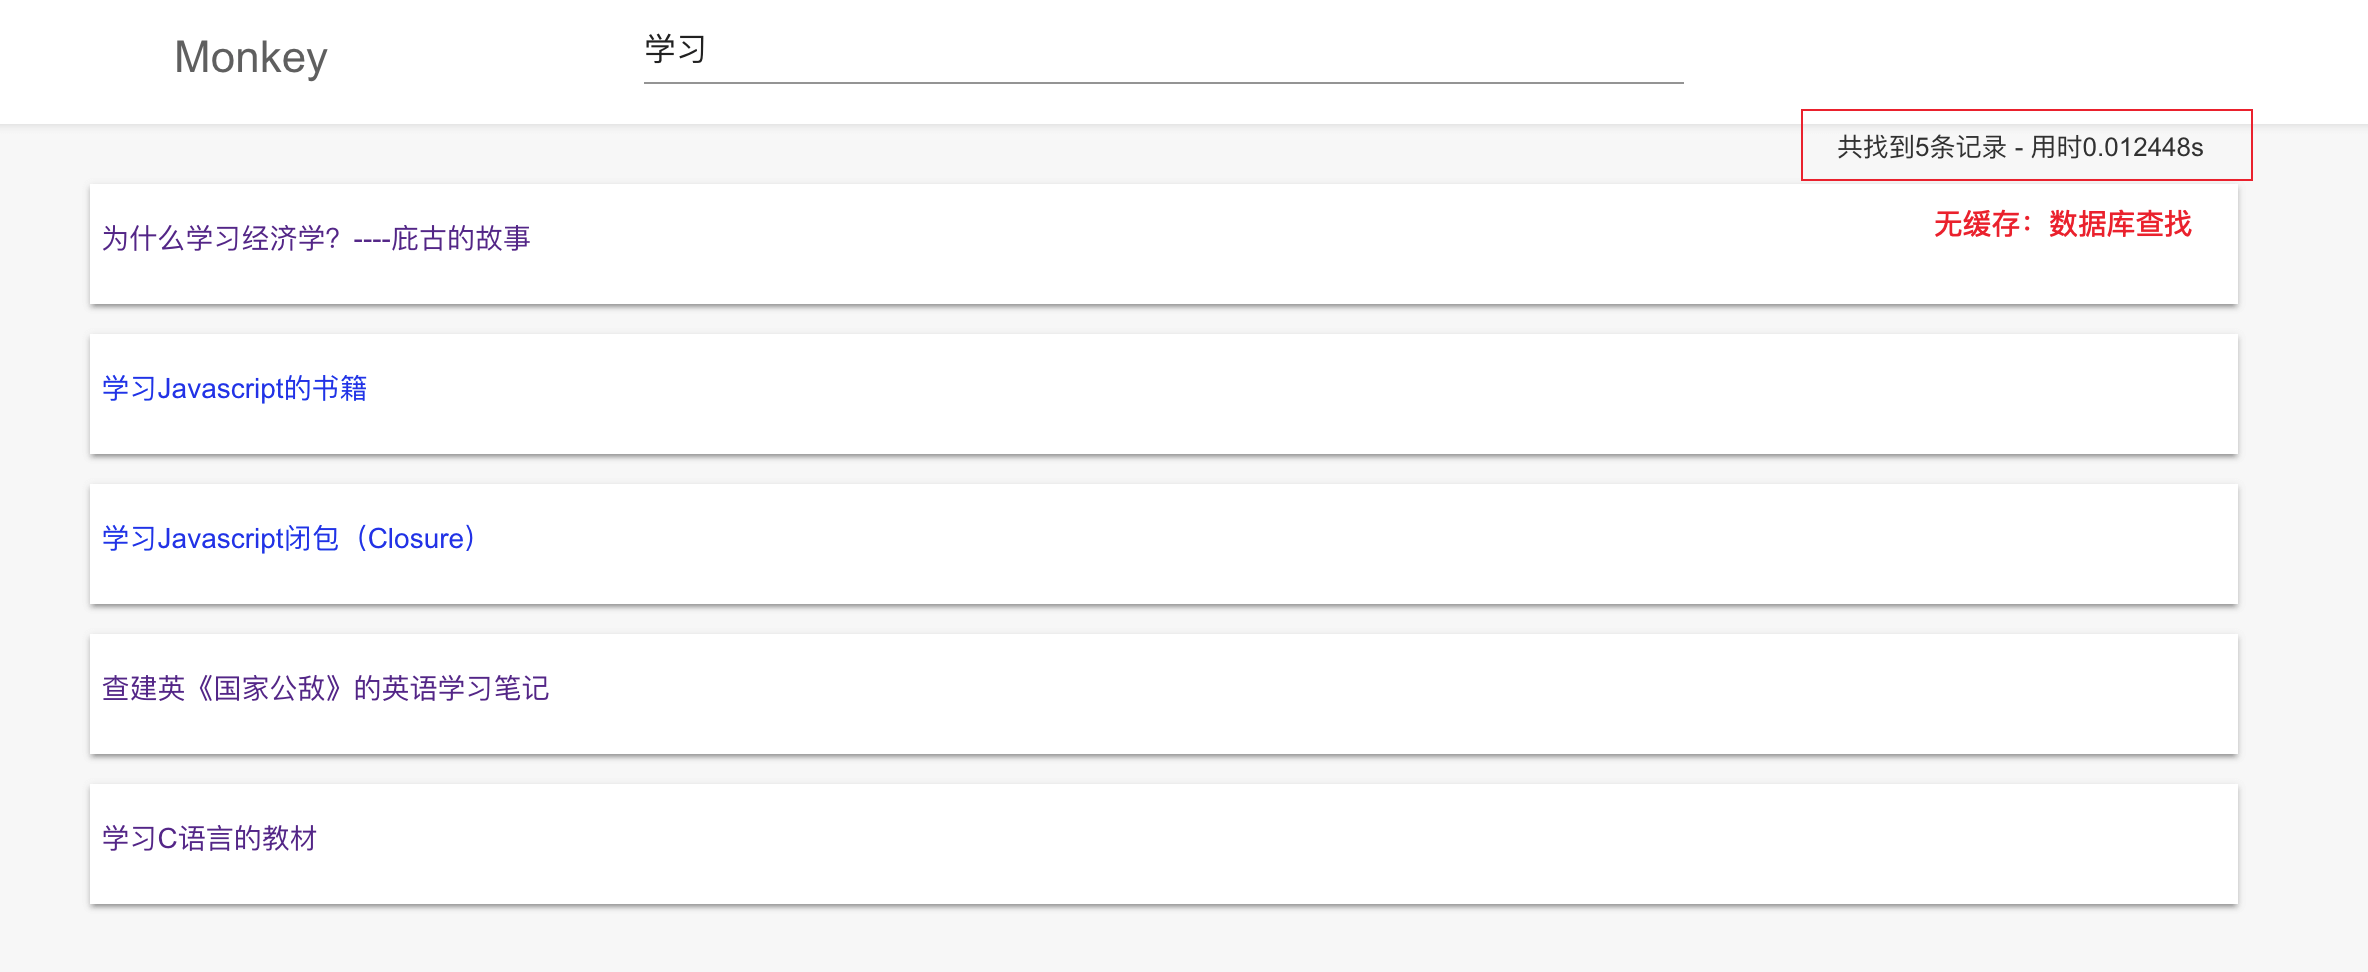 Monkey
学习
共找到5条记录 - 用时0.012448s
无缓存：数据库查找
为什么学习经济学？----庇古的故事
学习Javascript的书籍
学习Javascript闭包（Closure）
查建英《国家公敌》的英语学习笔记
学习C语言的教材